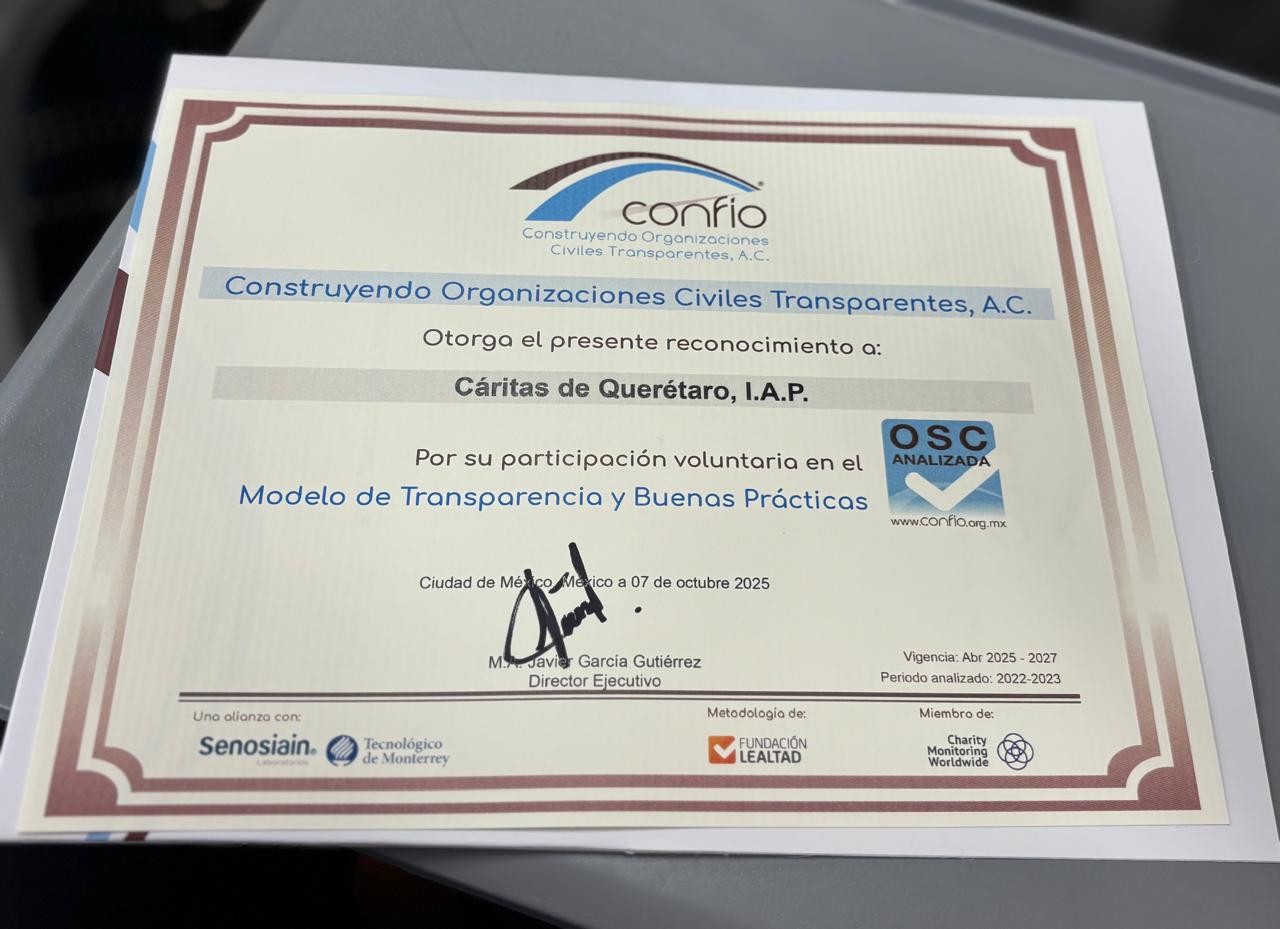 confío
Construyendo Organizaciones
Civiles Transparentes, A.C.
Construyendo Organizaciones Civiles Transparentes, A.C.
Otorga el presente reconocimiento a:
Cáritas de Querétaro, I.A.P.
Por su participación voluntaria en el
Modelo de Transparencia y Buenas Prácticas
OSC
ANALIZADA
www.confío.org.mx
Ciudad de México, México a 07 de octubre 2025
M.A. Javier García Gutiérrez
Director Ejecutivo
Vigencia: Abr 2025 - 2027
Periodo analizado: 2022-2023
Una alianza con:
Senosiain®
Laboratorios
Tecnológico
de Monterrey
Metodología de:
FUNDACIÓN
LEALTAD
Miembro de:
Charity
Monitoring
Worldwide